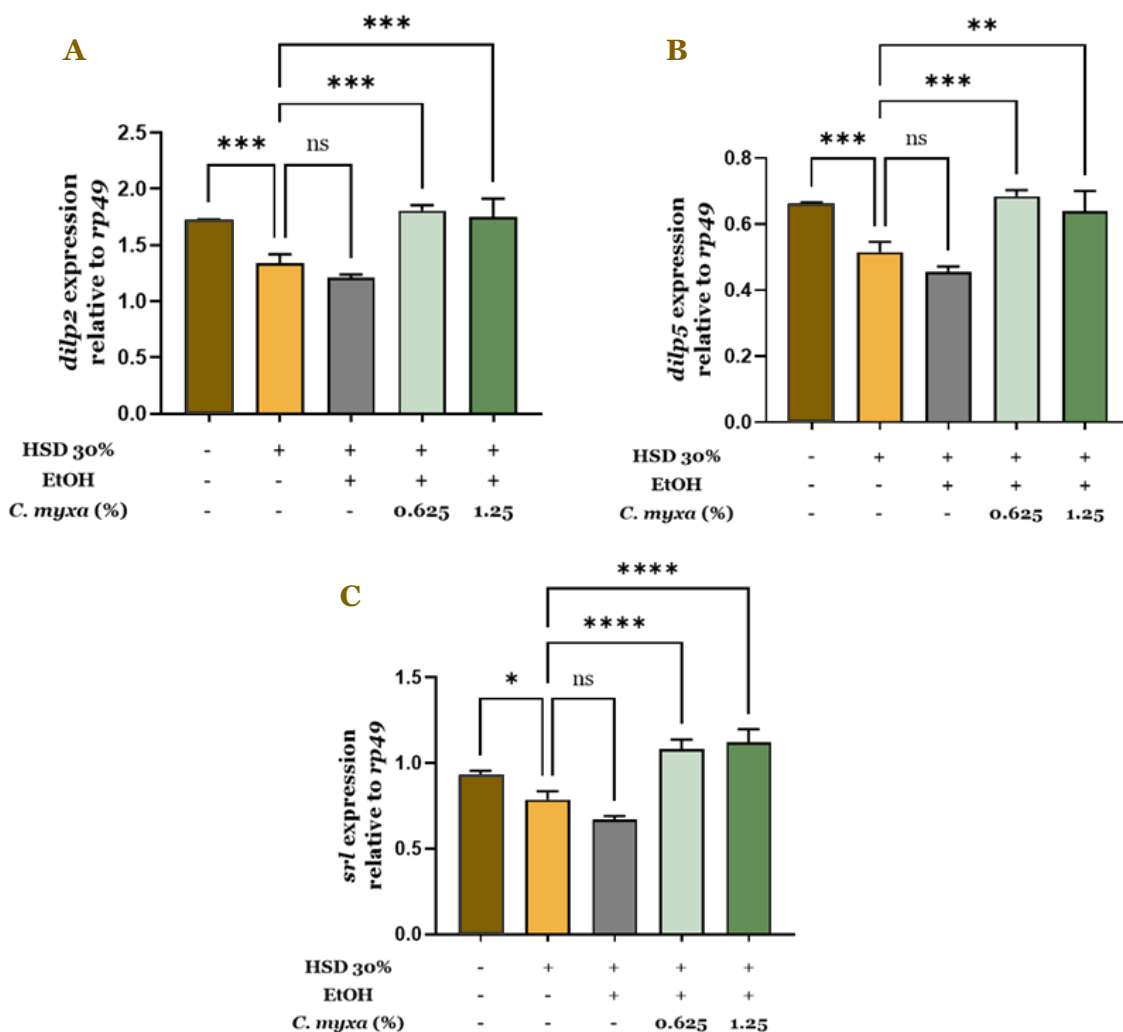 A
***
***
***
ns
2.5
2.0
1.5
1.0
0.5
0.0
dilp2 expression
relative to rp49
HSD 30% - + + + +
EtOH - - + + +
C. myxa (%) - - - 0.625 1.25
B
**
***
***
ns
0.8
0.6
0.4
0.2
0.0
dilp5 expression
relative to rp49
HSD 30% - + + + +
EtOH - - + + +
C. myxa (%) - - - 0.625 1.25
C
****
****
*
ns
1.5
1.0
0.5
0.0
srl expression
relative to rp49
HSD 30% - + + + +
EtOH - - + + +
C. myxa (%) - - - 0.625 1.25